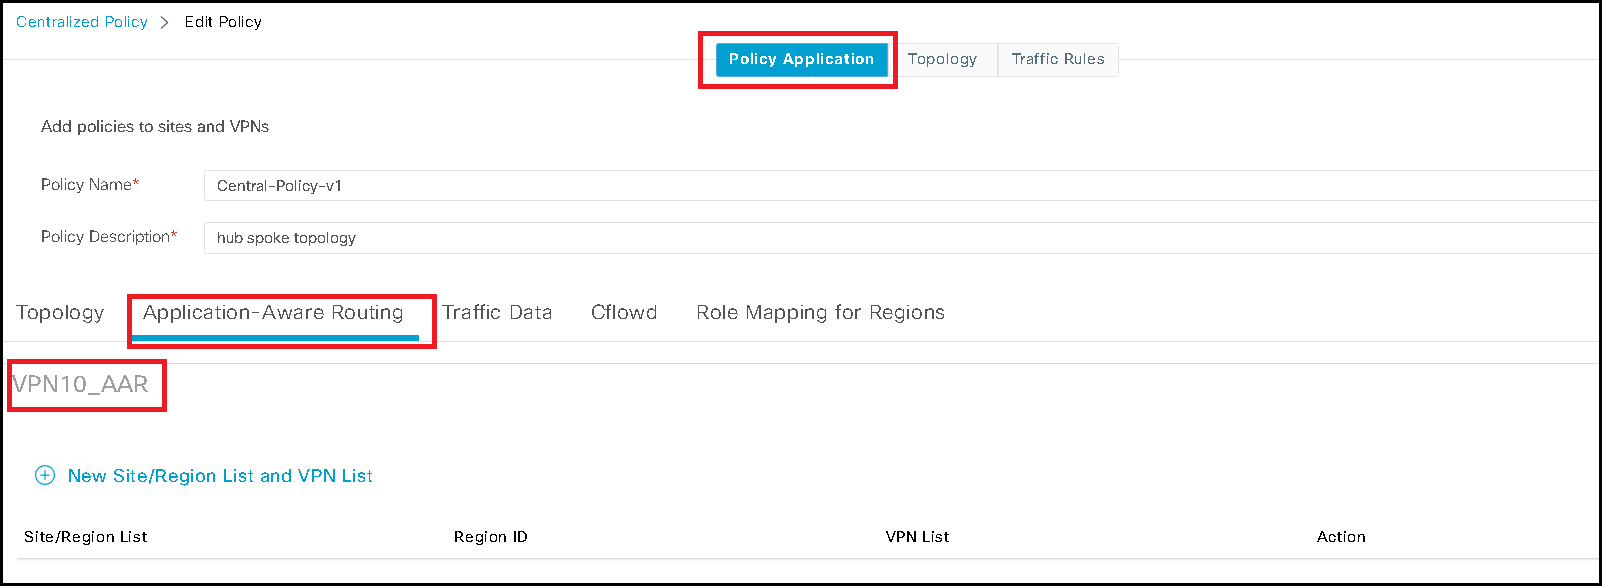 Centralized Policy > Edit Policy
Policy Application Topology Traffic Rules
Add policies to sites and VPNs
Policy Name* Central-Policy-v1
Policy Description* hub spoke topology
Topology Application-Aware Routing Traffic Data Cflowd Role Mapping for Regions
VPN10_AAR
New Site/Region List and VPN List
Site/Region List Region ID VPN List Action